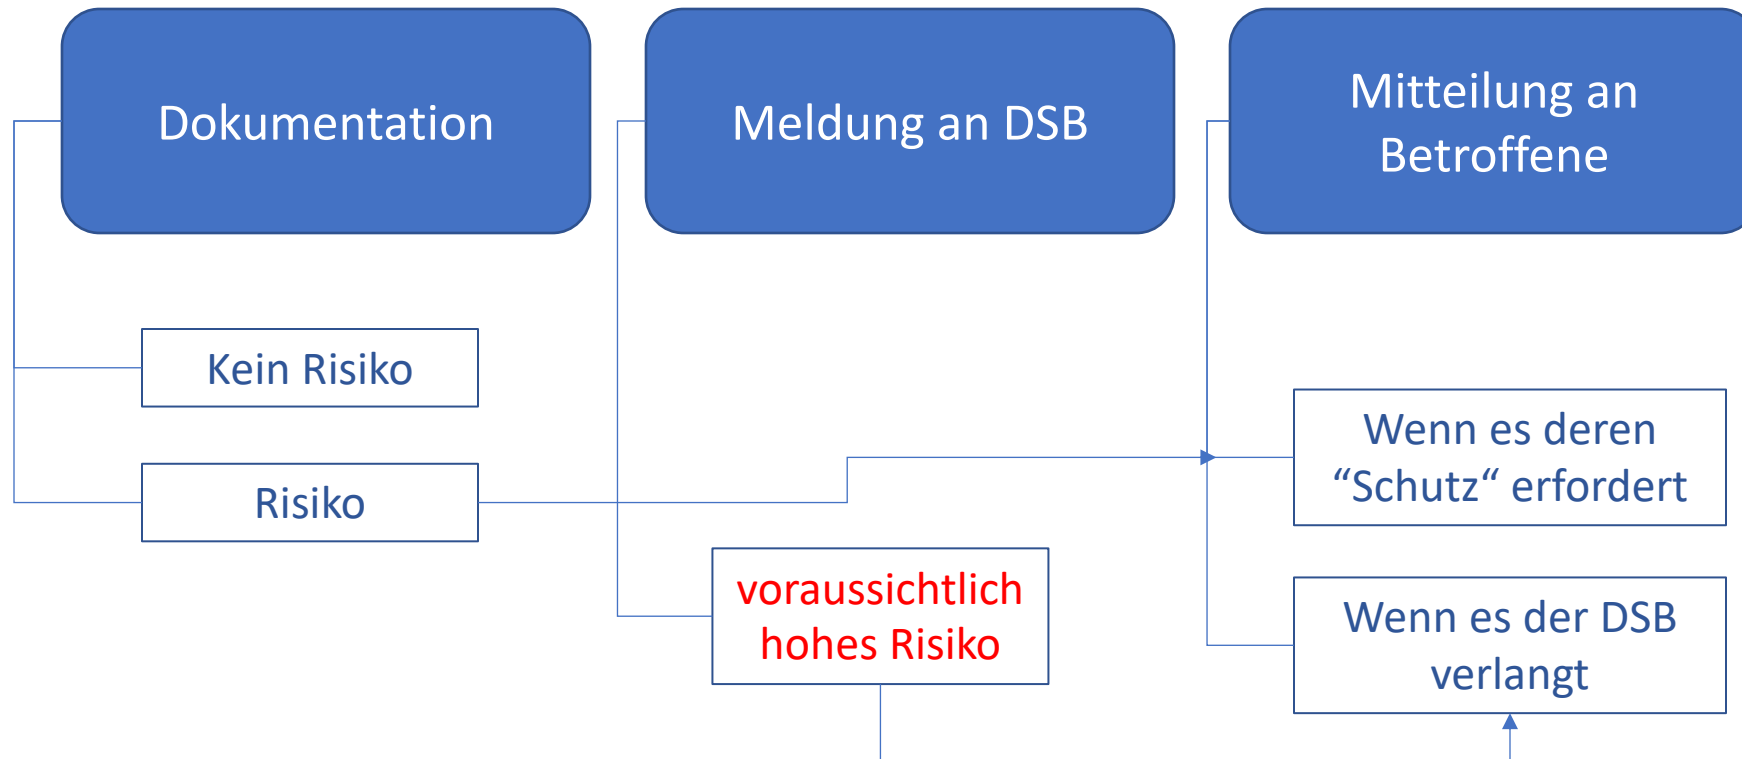 Dokumentation
Meldung an DSB
Mitteilung an
Betroffene
Kein Risiko
Risiko
voraussichtlich
hohes Risiko
Wenn es deren
“Schutz“ erfordert
Wenn es der DSB
verlangt